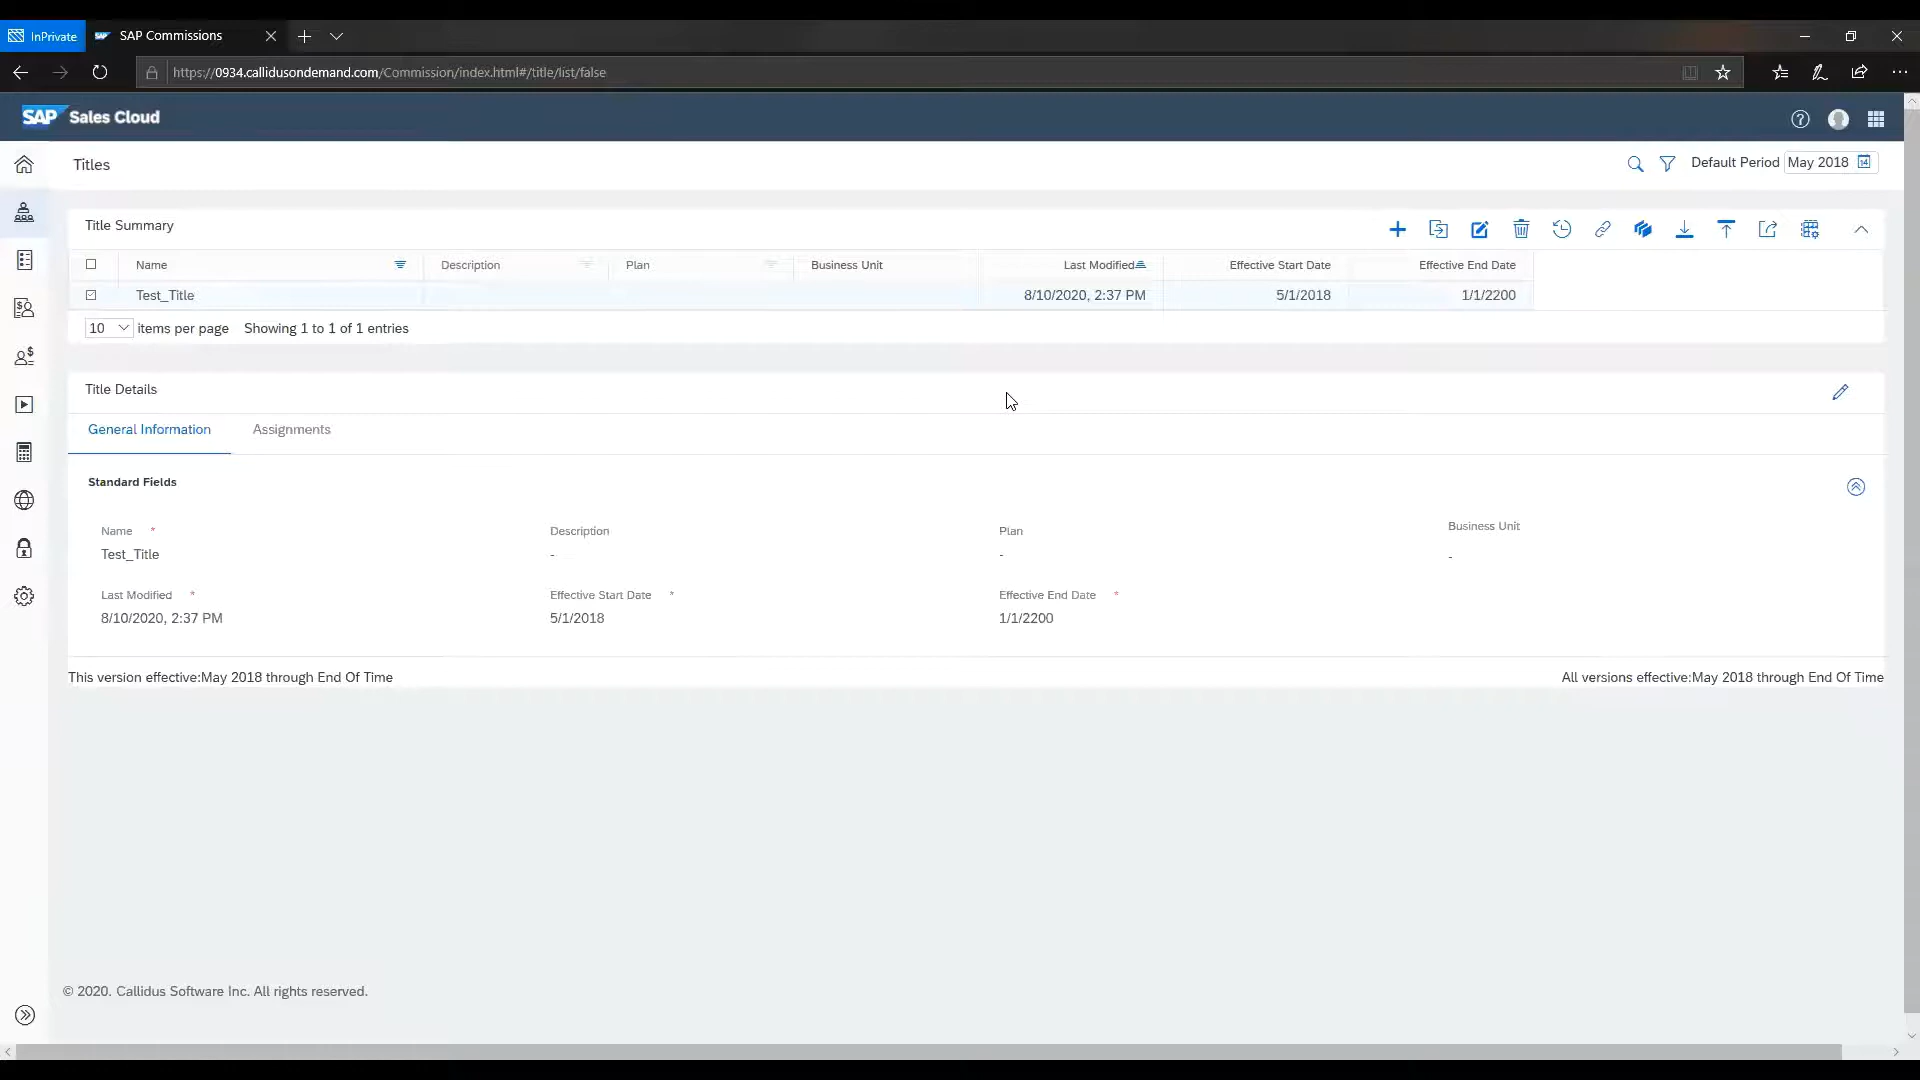 InPrivate SAP Commissions
https://0934.callidusondemand.com/Commission/index.html#/title/list/false
SAP Sales Cloud
Titles Default Period May 2018
Title Summary
Name Description Plan Business Unit Last Modified Effective Start Date Effective End Date
Test_Title 8/10/2020, 2:37 PM 5/1/2018 1/1/2200
10 items per page Showing 1 to 1 of 1 entries
Title Details
General Information Assignments
Standard Fields
Name * Description Plan Business Unit
Test_Title - - -
Last Modified * Effective Start Date * Effective End Date *
8/10/2020, 2:37 PM 5/1/2018 1/1/2200
This version effective:May 2018 through End Of Time All versions effective:May 2018 through End Of Time
© 2020. Callidus Software Inc. All rights reserved.